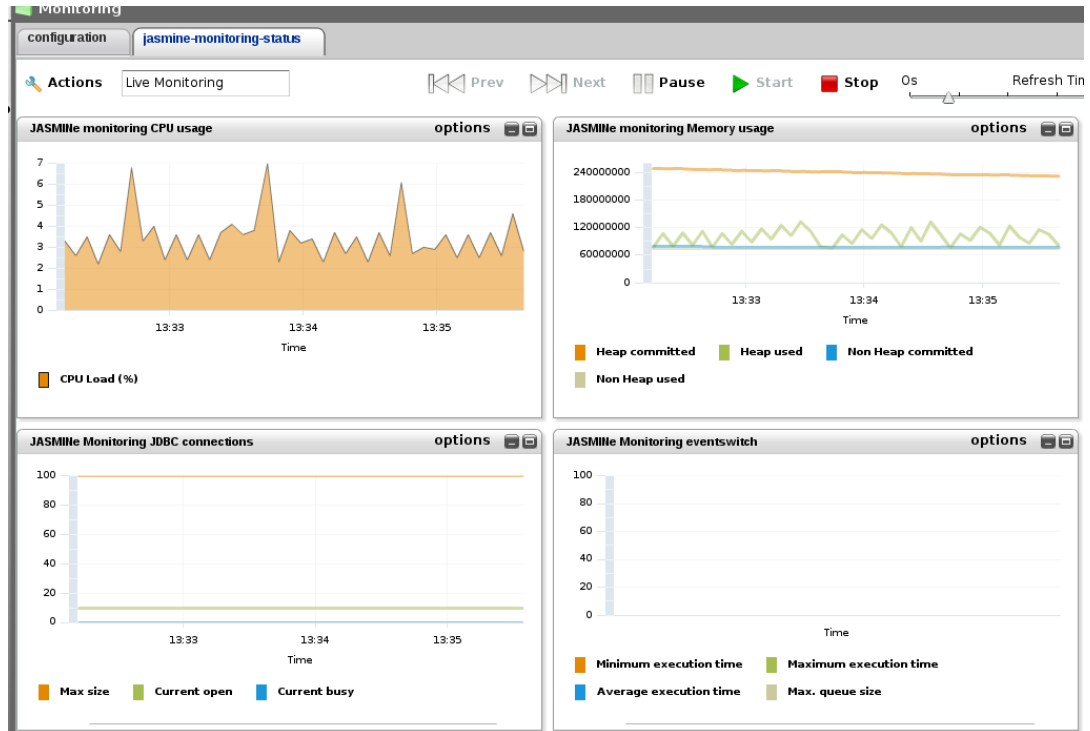 Monitoring
configuration
jasmine-monitoring-status
Actions
Live Monitoring
Prev
Next
Pause
Start
Stop
0s
Refresh Tim
JASMINe monitoring CPU usage
options
7
6
5
4
3
2
1
0
13:33
13:34
13:35
Time
CPU Load (%)
JASMINe monitoring Memory usage
options
240000000
180000000
120000000
60000000
0
13:33
13:34
13:35
Time
Heap committed
Heap used
Non Heap committed
Non Heap used
JASMINe Monitoring JDBC connections
options
100
80
60
40
20
0
13:33
13:34
13:35
Time
Max size
Current open
Current busy
JASMINe Monitoring eventswitch
options
100
80
60
40
20
0
Time
Minimum execution time
Maximum execution time
Average execution time
Max. queue size